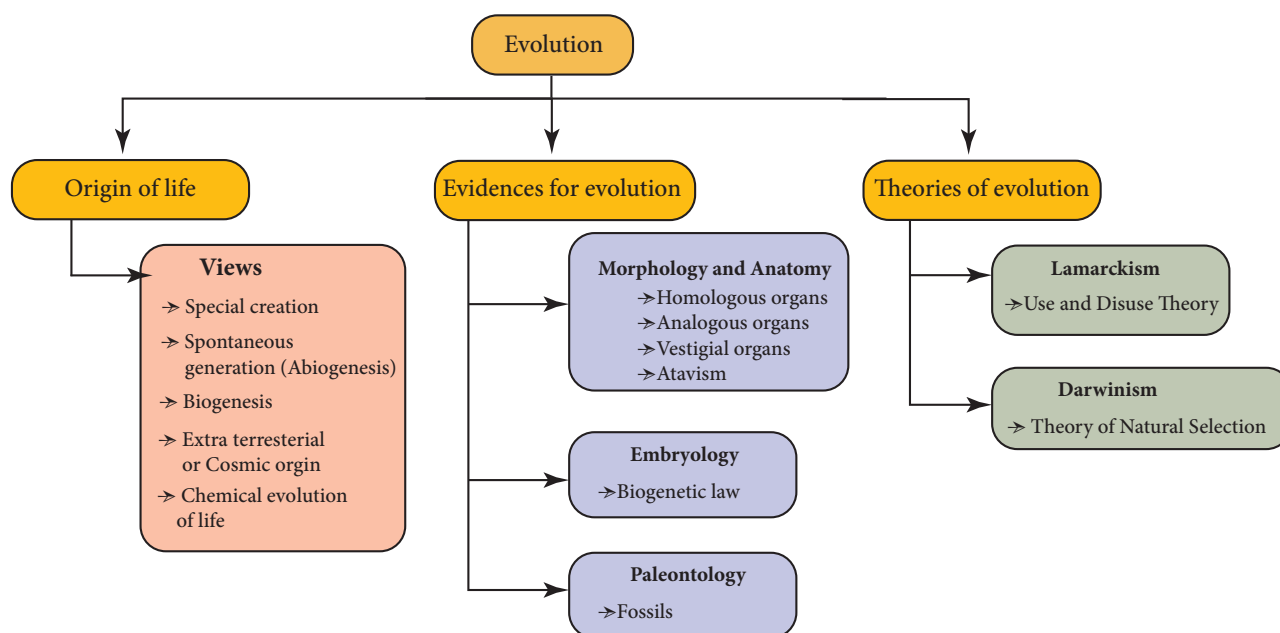 Evolution
Origin of life
Evidences for evolution
Theories of evolution
Views
→ Special creation
→ Spontaneous
generation (Abiogenesis)
→ Biogenesis
→ Extra terresterial
or Cosmic orgin
→ Chemical evolution
of life
Morphology and Anatomy
→ Homologous organs
→ Analogous organs
→ Vestigial organs
→ Atavism
Embryology
→ Biogenetic law
Paleontology
→ Fossils
Lamarckism
→ Use and Disuse Theory
Darwinism
→ Theory of Natural Selection